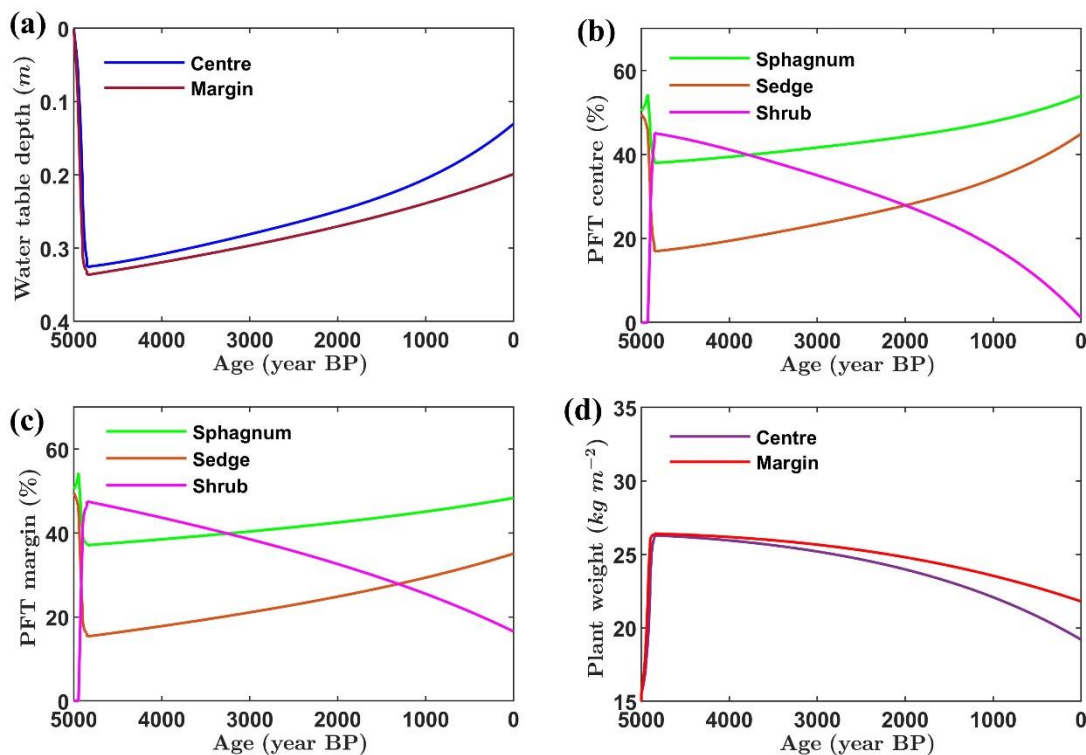 (a)
0
0.1
0.2
0.3
0.4
Water table depth (m)
Centre
Margin
5000 4000 3000 2000 1000 0
Age (year BP)
(b)
60
40
20
0
PFT centre (%)
Sphagnum
Sedge
Shrub
5000 4000 3000 2000 1000 0
Age (year BP)
(c)
60
40
20
0
PFT margin (%)
Sphagnum
Sedge
Shrub
5000 4000 3000 2000 1000 0
Age (year BP)
(d)
35
30
25
20
15
Plant weight (kg m⁻²)
Centre
Margin
5000 4000 3000 2000 1000 0
Age (year BP)